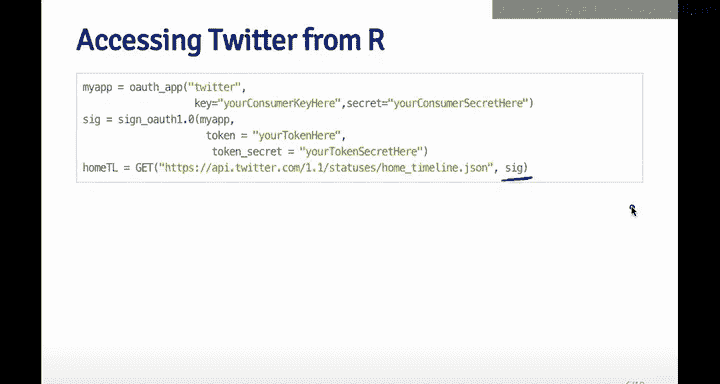 Accessing Twitter from R
myapp = oauth_app("twitter",
key="yourConsumerKeyHere",secret="yourConsumerSecretHere")
sig = sign_oauth1.0(myapp,
token = "yourTokenHere",
token_secret = "yourTokenSecretHere")
homeTL = GET("https://api.twitter.com/1.1/statuses/home_timeline.json", sig)